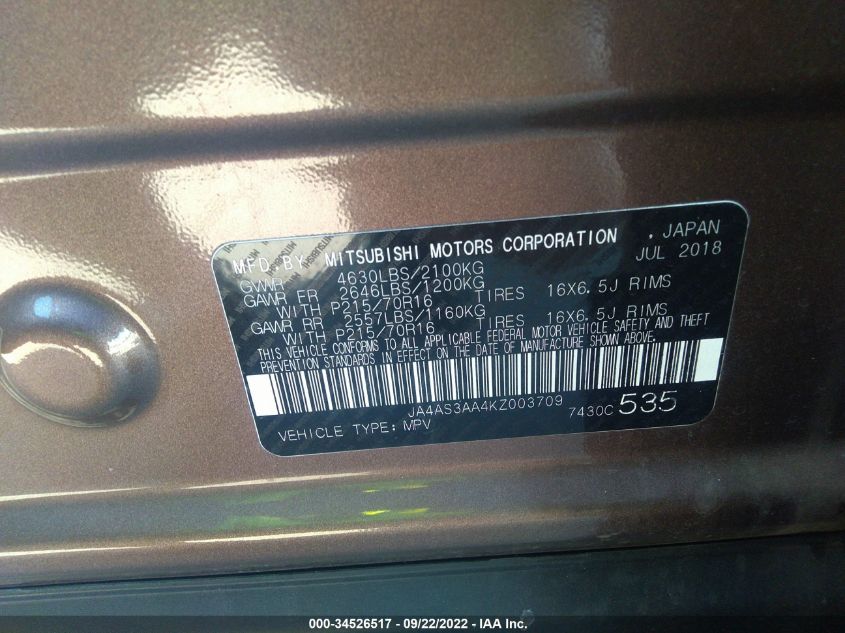 MFD BY MITSUBISHI MOTORS CORPORATION , JAPAN
JUL 2018
GVWR 4630LBS/2100KG
GAWR FR 2646LBS/1200KG
WITH P215/70R16 TIRES 16X6.5J RIMS
GAWR RR 2557LBS/1160KG
WITH P215/70R16 TIRES 16X6.5J RIMS
THIS VEHICLE CONFORMS TO ALL APPLICABLE FEDERAL MOTOR VEHICLE SAFETY AND THEFT
PREVENTION STANDARDS IN EFFECT ON THE DATE OF MANUFACTURE SHOWN ABOVE.
JA4AS3AA4KZ003709 7430C 535
VEHICLE TYPE: MPV
000-34526517 - 09/22/2022 - IAA Inc.